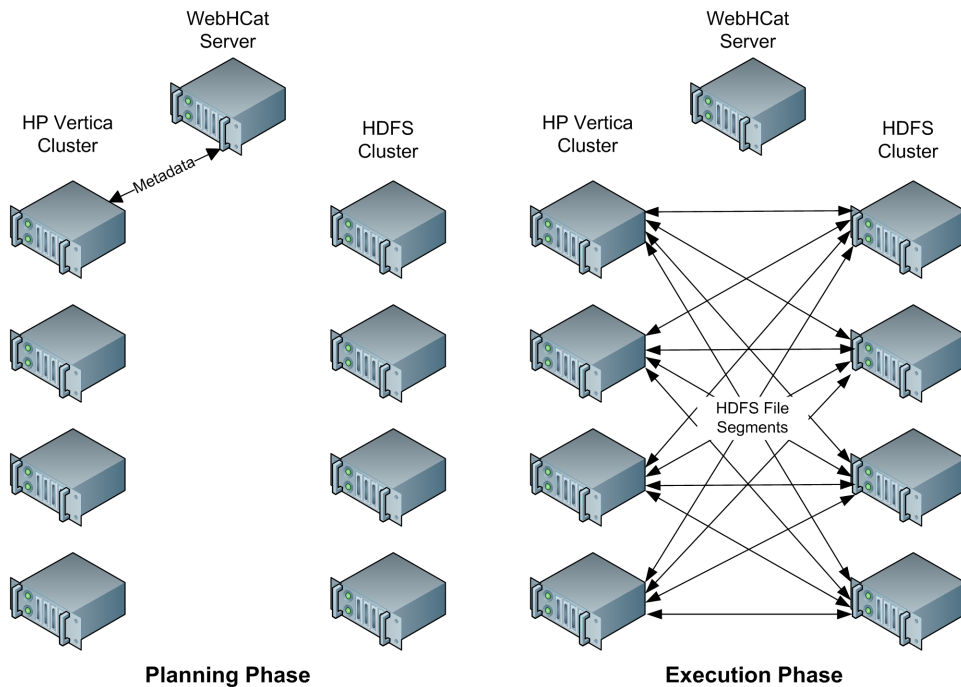 WebHCat
Server
HP Vertica
Cluster
HDFS
Cluster
Metadata
Planning Phase
WebHCat
Server
HP Vertica
Cluster
HDFS
Cluster
HDFS File
Segments
Execution Phase